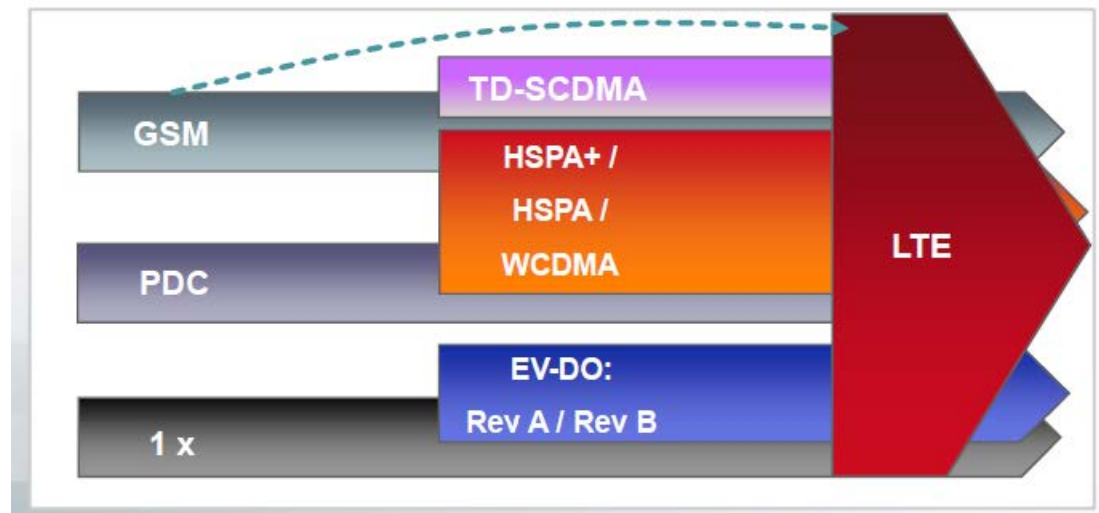 TD-SCDMA
GSM
HSPA+ /
HSPA /
WCDMA
LTE
PDC
EV-DO:
Rev A / Rev B
1 x